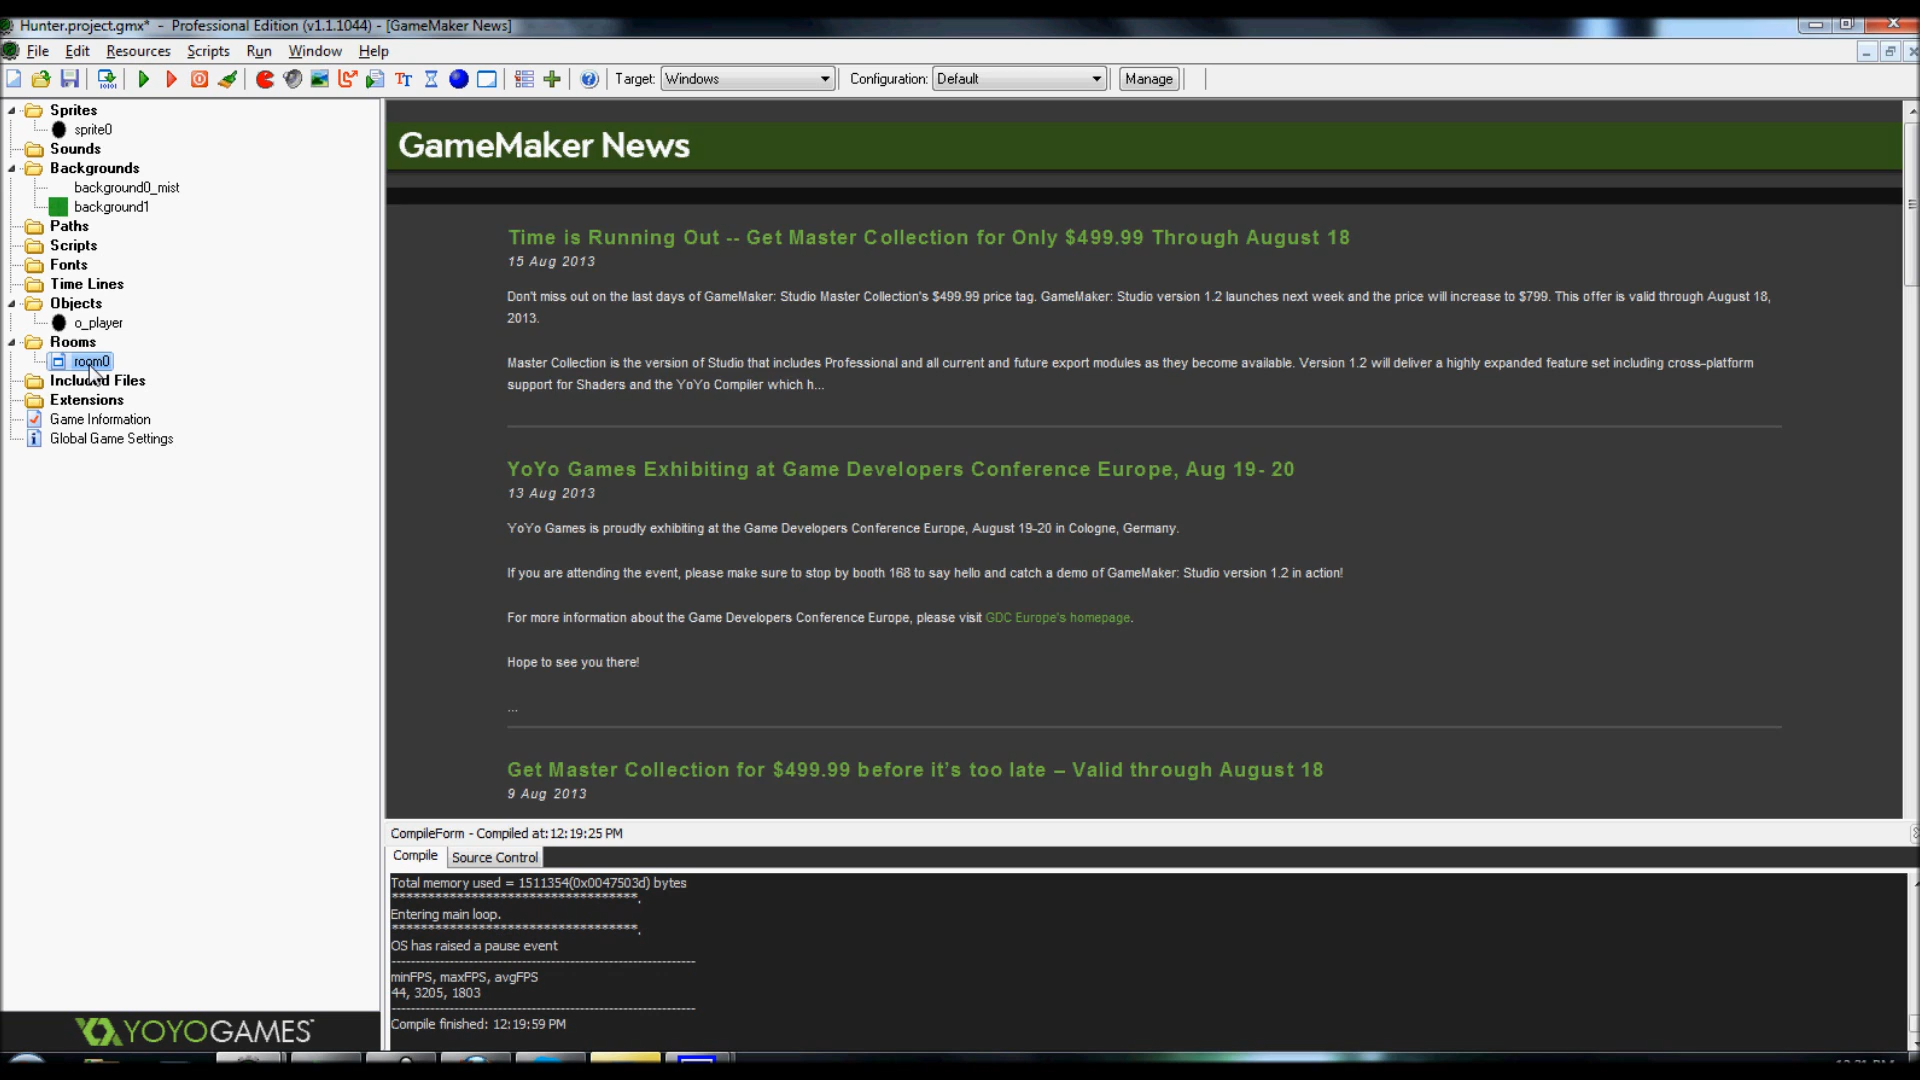 Hunter.project.gmx* - Professional Edition (v1.1.1044) - [GameMaker News]
File Edit Resources Scripts Run Window Help
Target: Windows Configuration: Default Manage
Sprites
sprite0
Sounds
Backgrounds
background0_mist
background1
Paths
Scripts
Fonts
Time Lines
Objects
o_player
Rooms
room0
Included Files
Extensions
Game Information
Global Game Settings
YOYOGAMES
GameMaker News
Time is Running Out -- Get Master Collection for Only $499.99 Through August 18
15 Aug 2013
Don't miss out on the last days of GameMaker: Studio Master Collection's $499.99 price tag. GameMaker: Studio version 1.2 launches next week and the price will increase to $799. This offer is valid through August 18,
2013.
Master Collection is the version of Studio that includes Professional and all current and future export modules as they become available. Version 1.2 will deliver a highly expanded feature set including cross-platform
support for Shaders and the YoYo Compiler which h...
YoYo Games Exhibiting at Game Developers Conference Europe, Aug 19- 20
13 Aug 2013
YoYo Games is proudly exhibiting at the Game Developers Conference Europe, August 19-20 in Cologne, Germany.
If you are attending the event, please make sure to stop by booth 168 to say hello and catch a demo of GameMaker: Studio version 1.2 in action!
For more information about the Game Developers Conference Europe, please visit GDC Europe's homepage.
Hope to see you there!
...
Get Master Collection for $499.99 before it's too late – Valid through August 18
9 Aug 2013
CompileForm - Compiled at: 12:19:25 PM
Compile Source Control
Total memory used = 1511354(0x0047503d) bytes
***********************************.
Entering main loop.
***********************************.
OS has raised a pause event
-------------------------------------------------------------
minFPS, maxFPS, avgFPS
44, 3205, 1803
-------------------------------------------------------------
Compile finished: 12:19:59 PM